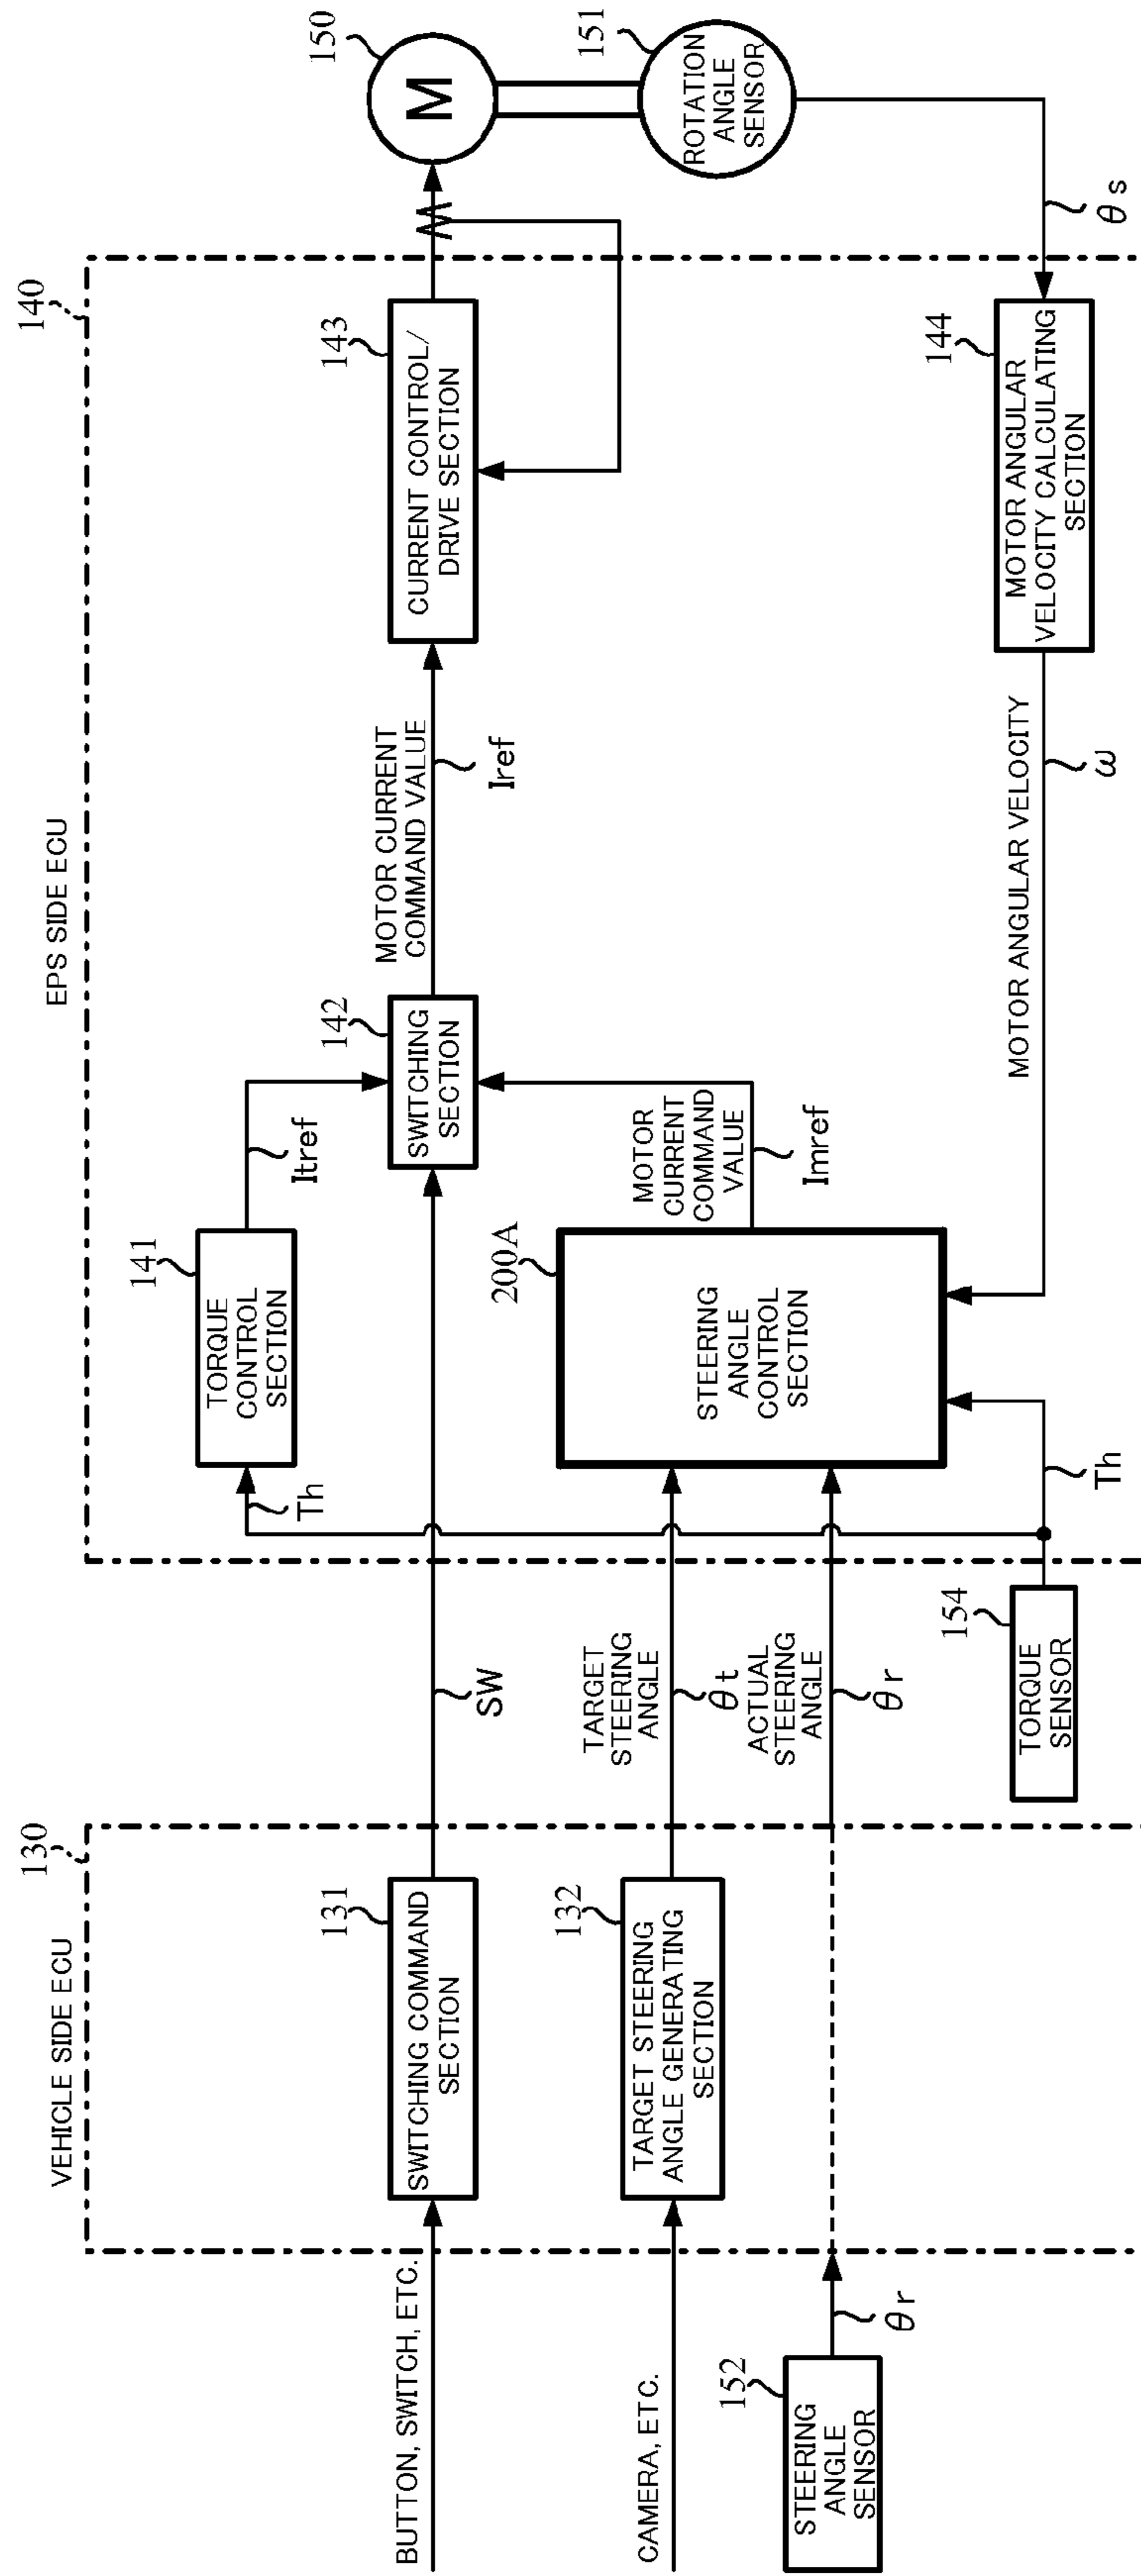 VEHICLE SIDE ECU
130
BUTTON, SWITCH, ETC.
131
SWITCHING COMMAND
SECTION
SW
CAMERA, ETC.
132
TARGET STEERING
ANGLE GENERATING
SECTION
TARGET
STEERING
ANGLE
θt
152
STEERING
ANGLE
SENSOR
θr
ACTUAL
STEERING
ANGLE
θr
154
TORQUE
SENSOR
EPS SIDE ECU
140
Th
141
TORQUE
CONTROL
SECTION
Itref
142
SWITCHING
SECTION
MOTOR CURRENT
COMMAND VALUE
Iref
143
CURRENT CONTROL/
DRIVE SECTION
150
M
151
ROTATION
ANGLE
SENSOR
200A
STEERING
ANGLE
CONTROL
SECTION
MOTOR
CURRENT
COMMAND
VALUE
Imref
Th
MOTOR ANGULAR VELOCITY
ω
144
MOTOR ANGULAR
VELOCITY CALCULATING
SECTION
θs